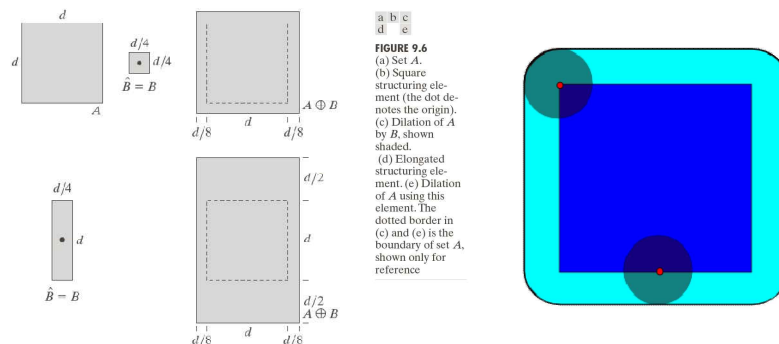 d
d
A
d/4
d/4
B̂ = B
d
d/8
d/8
A ⊕ B
d/4
d
B̂ = B
d/2
d
d/2
A ⊕ B
d
d/8
d/8
a b c
d e
FIGURE 9.6
(a) Set A.
(b) Square
structuring ele-
ment (the dot de-
notes the origin).
(c) Dilation of A
by B, shown
shaded.
(d) Elongated
structuring ele-
ment. (e) Dilation
of A using this
element. The
dotted border in
(c) and (e) is the
boundary of set A,
shown only for
reference